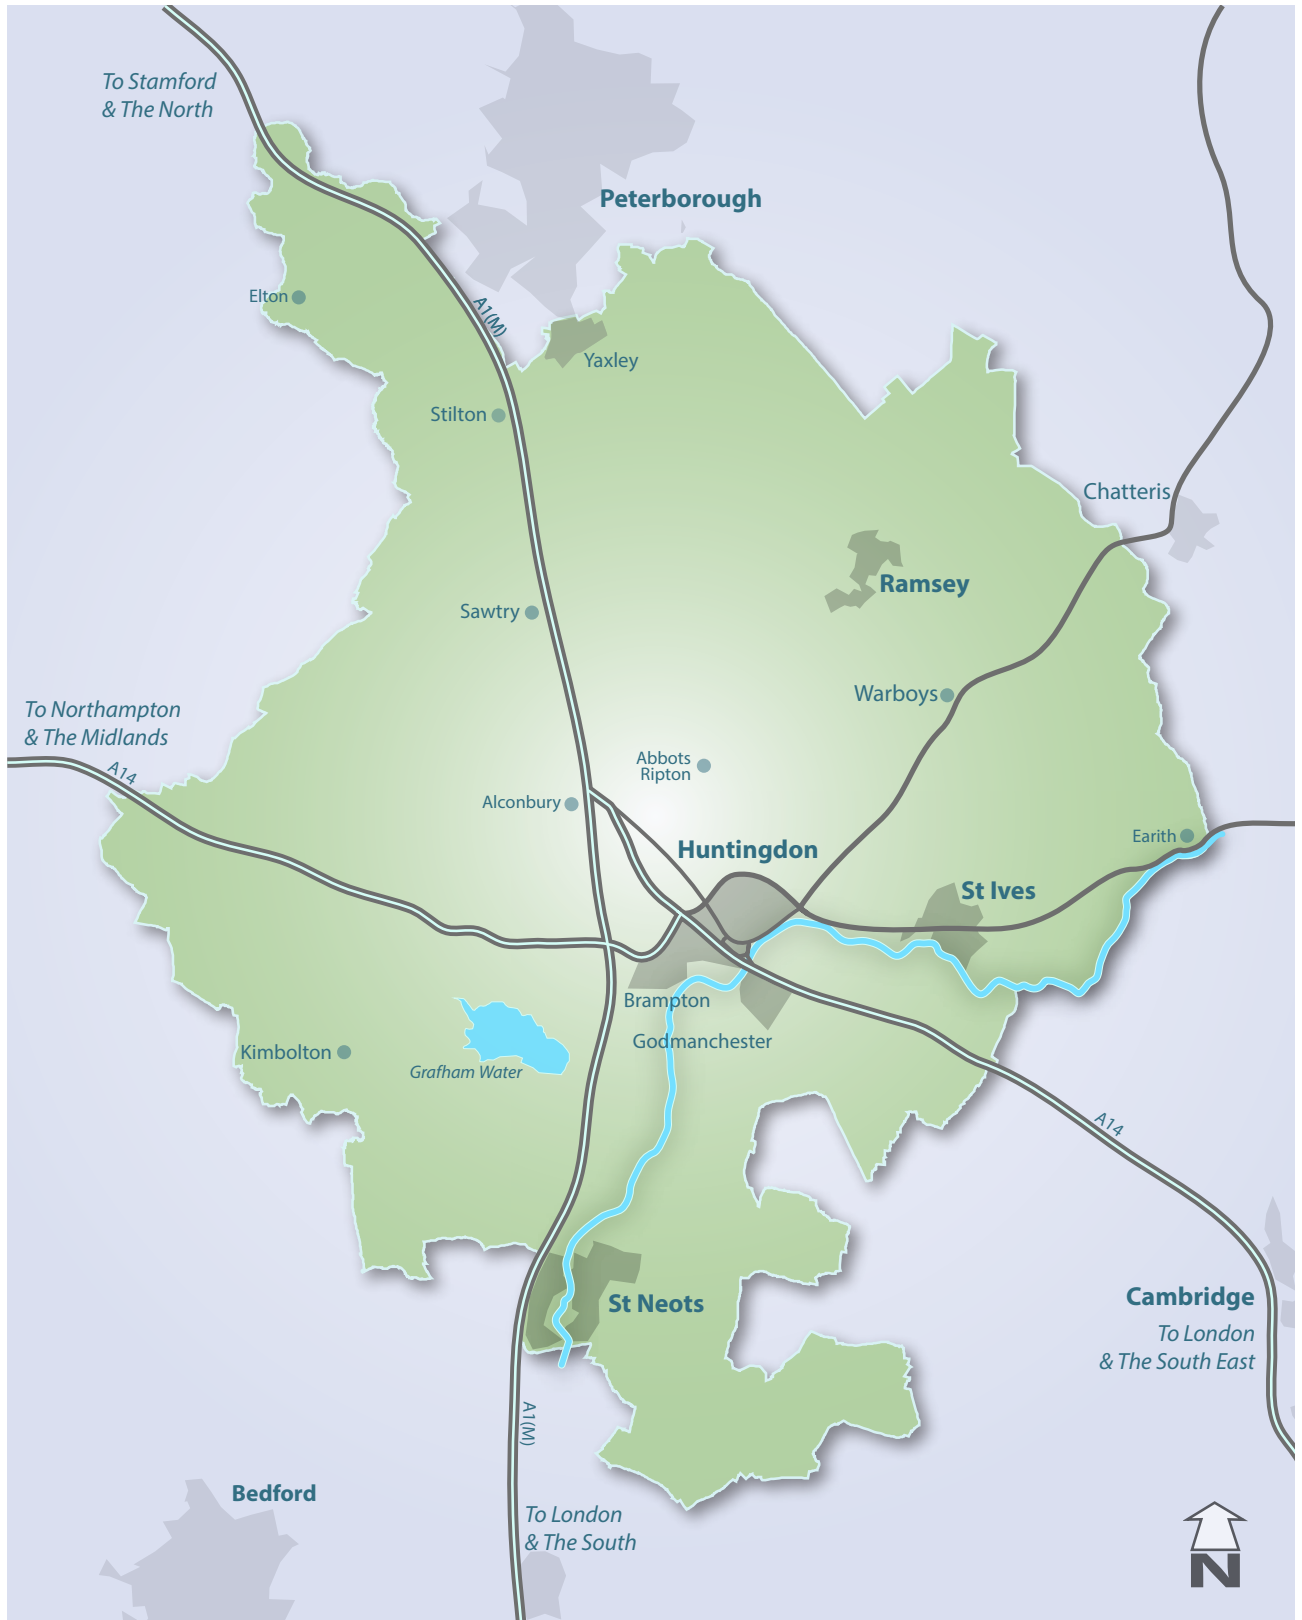 To Stamford
& The North
Peterborough
Elton
A1(M)
Yaxley
Stilton
Chatteris
Ramsey
Sawtry
Warboys
To Northampton
& The Midlands
A14
Abbots
Ripton
Alconbury
Earith
Huntingdon
St Ives
Brampton
Godmanchester
Kimbolton
Grafham Water
A14
Cambridge
To London
& The South East
St Neots
A1(M)
Bedford
To London
& The South
N